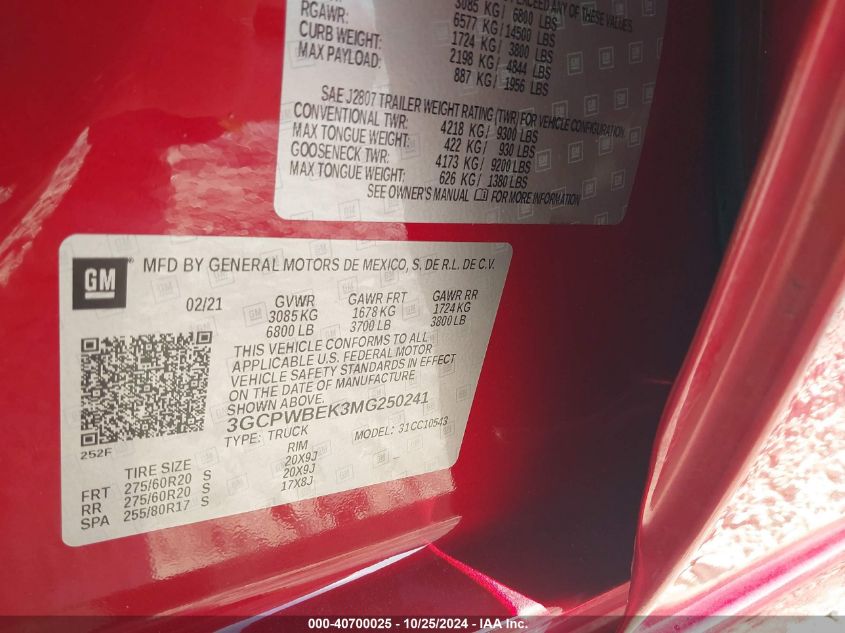 EXCEED ANY OF THESE VALUES.
3085 KG/ 6800 LBS
RGAWR: 6577 KG/14500 LBS
CURB WEIGHT: 1724 KG/ 3800 LBS
MAX PAYLOAD: 2198 KG/ 4844 LBS
887 KG/ 1956 LBS
SAE J2807 TRAILER WEIGHT RATING (TWR) FOR VEHICLE CONFIGURATION
CONVENTIONAL TWR: 4218 KG/ 9300 LBS
MAX TONGUE WEIGHT: 422 KG/ 930 LBS
GOOSENECK TWR: 4173 KG/ 9200 LBS
MAX TONGUE WEIGHT: 626 KG/ 1380 LBS
SEE OWNER'S MANUAL FOR MORE INFORMATION
GM MFD BY GENERAL MOTORS DE MEXICO, S. DE R.L. DE C.V.
02/21 GVWR GAWR FRT GAWR RR
3085 KG 1678 KG 1724 KG
6800 LB 3700 LB 3800 LB
THIS VEHICLE CONFORMS TO ALL
APPLICABLE U.S. FEDERAL MOTOR
VEHICLE SAFETY STANDARDS IN EFFECT
ON THE DATE OF MANUFACTURE
SHOWN ABOVE.
3GCPWBEK3MG250241
252F TYPE: TRUCK MODEL: 31CC10543
TIRE SIZE RIM
FRT 275/60R20 S 20X9J
RR 275/60R20 S 20X9J
SPA 255/80R17 S 17X8J
000-40700025 - 10/25/2024 - IAA Inc.